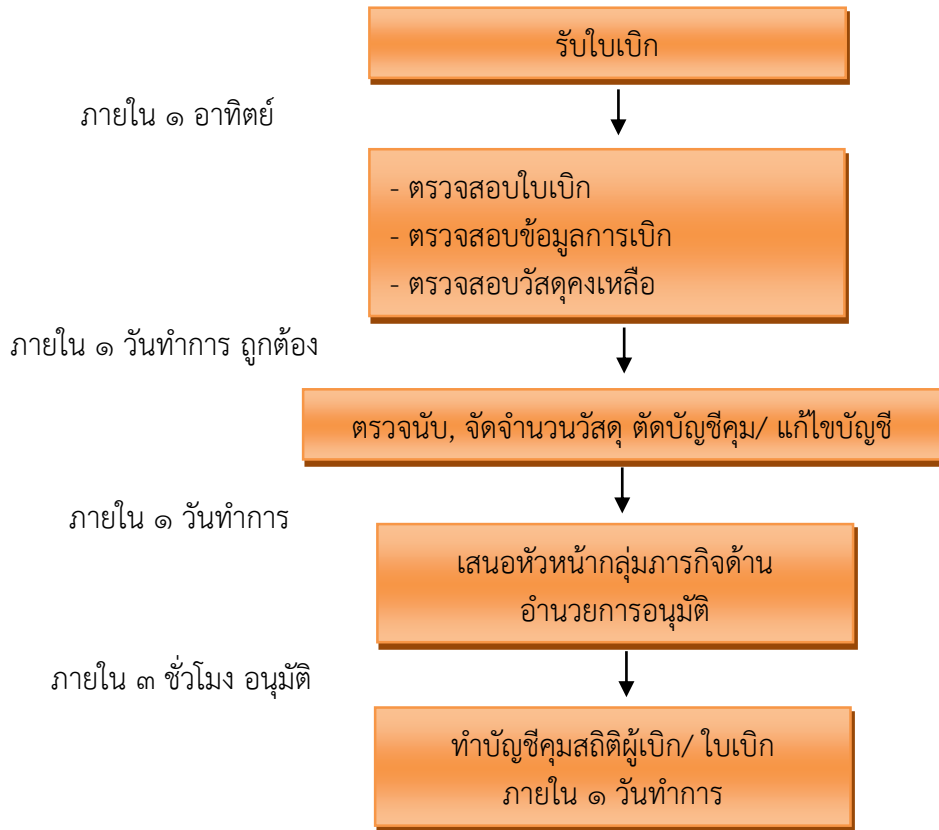 รับใบเบิก
ภายใน ๑ อาทิตย์
- ตรวจสอบใบเบิก
- ตรวจสอบข้อมูลการเบิก
- ตรวจสอบวัสดุคงเหลือ
ภายใน ๑ วันทำการ ถูกต้อง
ตรวจนับ, จัดจำนวนวัสดุ ตัดบัญชีคุม/ แก้ไขบัญชี
ภายใน ๑ วันทำการ
เสนอหัวหน้ากลุ่มภารกิจด้าน
อำนวยการอนุมัติ
ภายใน ๓ ชั่วโมง อนุมัติ
ทำบัญชีคุมสถิติผู้เบิก/ ใบเบิก
ภายใน ๑ วันทำการ